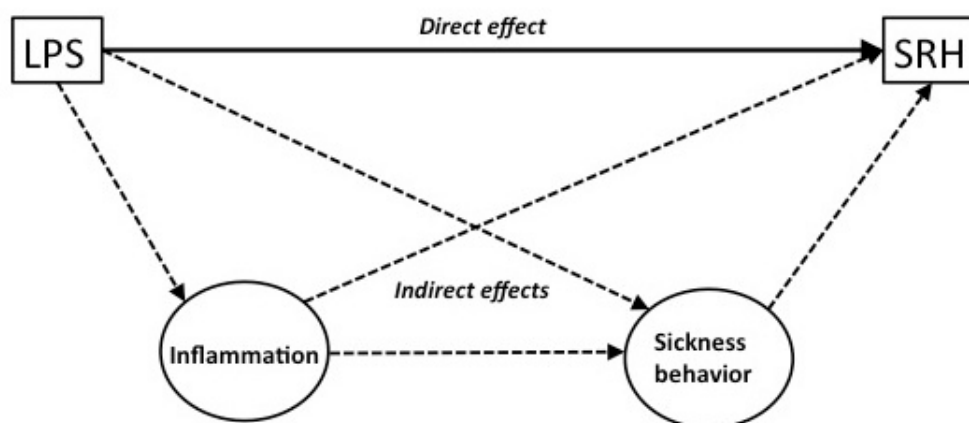 Direct effect
LPS
SRH
Indirect effects
Inflammation
Sickness
behavior